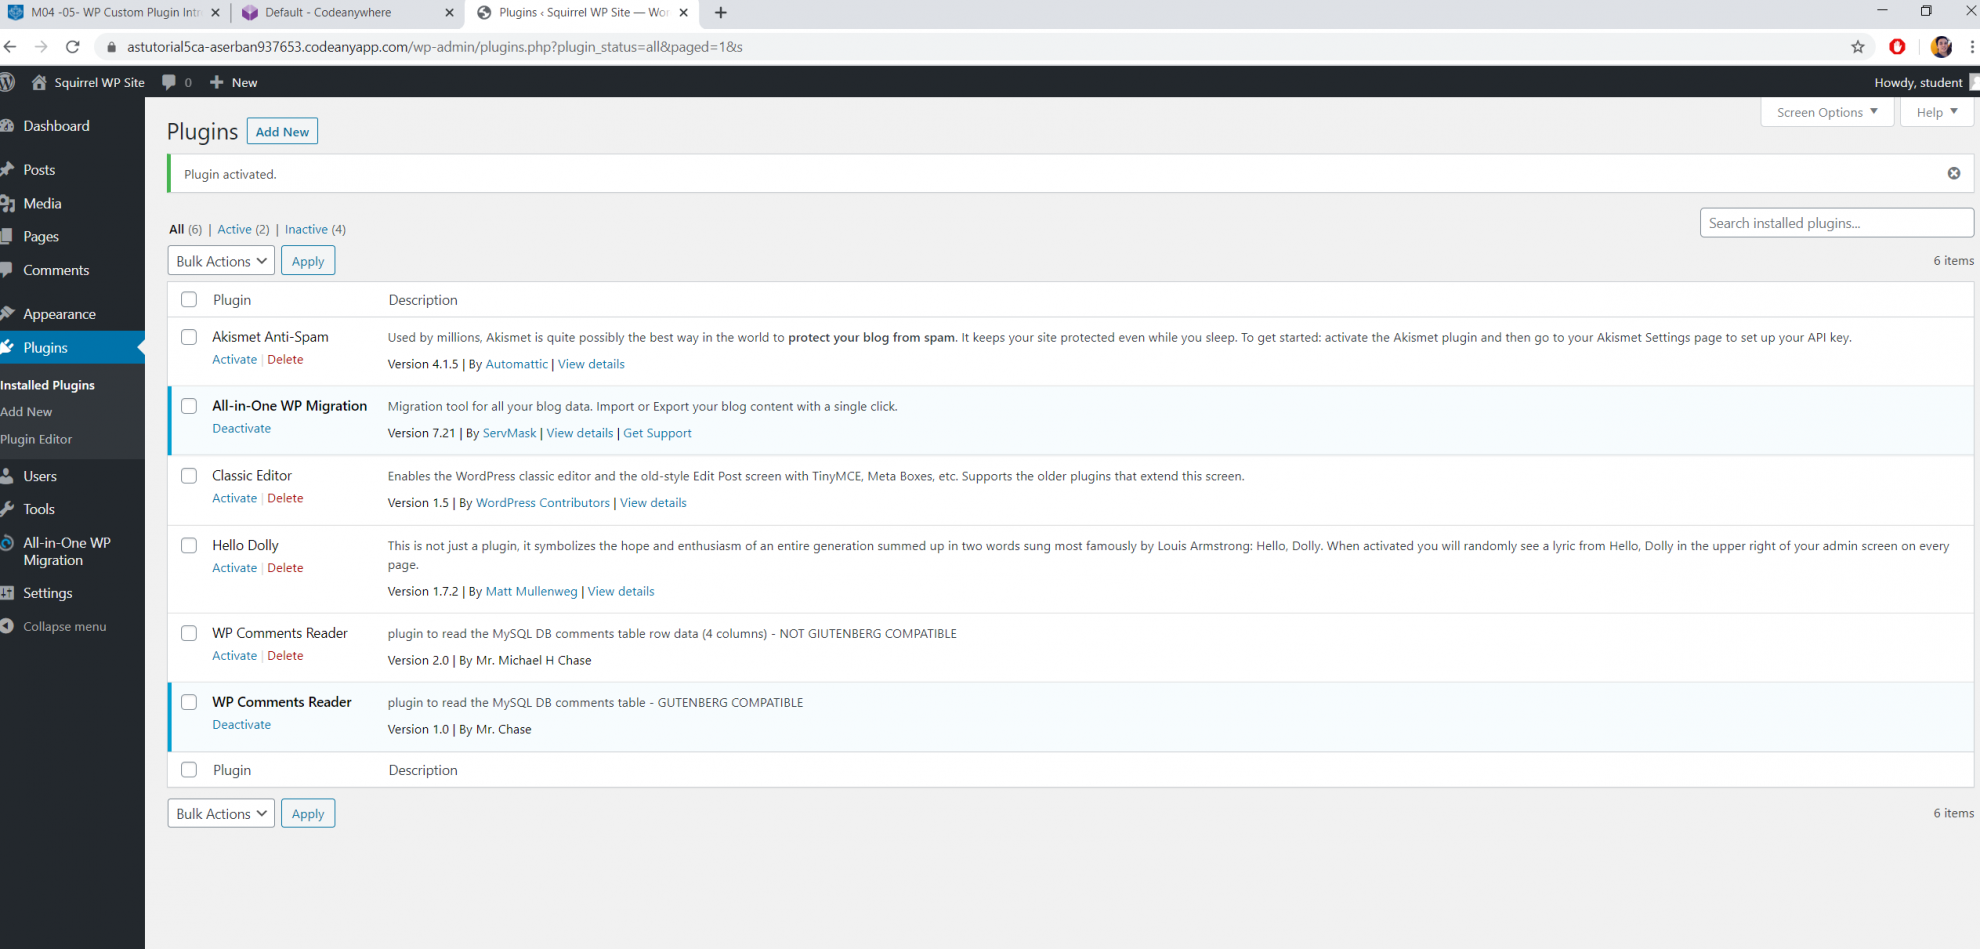 M04 -05- WP Custom Plugin Intr
Default - Codeanywhere
Plugins ‹ Squirrel WP Site — Wor
astutorial5ca-aserban937653.codeanyapp.com/wp-admin/plugins.php?plugin_status=all&paged=1&s
Squirrel WP Site 0 New
Howdy, student
Dashboard
Posts
Media
Pages
Comments
Appearance
Plugins
Installed Plugins
Add New
Plugin Editor
Users
Tools
All-in-One WP
Migration
Settings
Collapse menu
Screen Options
Help
Plugins Add New
Plugin activated.
All (6) | Active (2) | Inactive (4)
Search installed plugins...
Bulk Actions Apply
6 items
Plugin Description
Akismet Anti-Spam
Activate | Delete
Used by millions, Akismet is quite possibly the best way in the world to protect your blog from spam. It keeps your site protected even while you sleep. To get started: activate the Akismet plugin and then go to your Akismet Settings page to set up your API key.
Version 4.1.5 | By Automattic | View details
All-in-One WP Migration
Deactivate
Migration tool for all your blog data. Import or Export your blog content with a single click.
Version 7.21 | By ServMask | View details | Get Support
Classic Editor
Activate | Delete
Enables the WordPress classic editor and the old-style Edit Post screen with TinyMCE, Meta Boxes, etc. Supports the older plugins that extend this screen.
Version 1.5 | By WordPress Contributors | View details
Hello Dolly
Activate | Delete
This is not just a plugin, it symbolizes the hope and enthusiasm of an entire generation summed up in two words sung most famously by Louis Armstrong: Hello, Dolly. When activated you will randomly see a lyric from Hello, Dolly in the upper right of your admin screen on every
page.
Version 1.7.2 | By Matt Mullenweg | View details
WP Comments Reader
Activate | Delete
plugin to read the MySQL DB comments table row data (4 columns) - NOT GIUTENBERG COMPATIBLE
Version 2.0 | By Mr. Michael H Chase
WP Comments Reader
Deactivate
plugin to read the MySQL DB comments table - GUTENBERG COMPATIBLE
Version 1.0 | By Mr. Chase
Plugin Description
Bulk Actions Apply
6 items